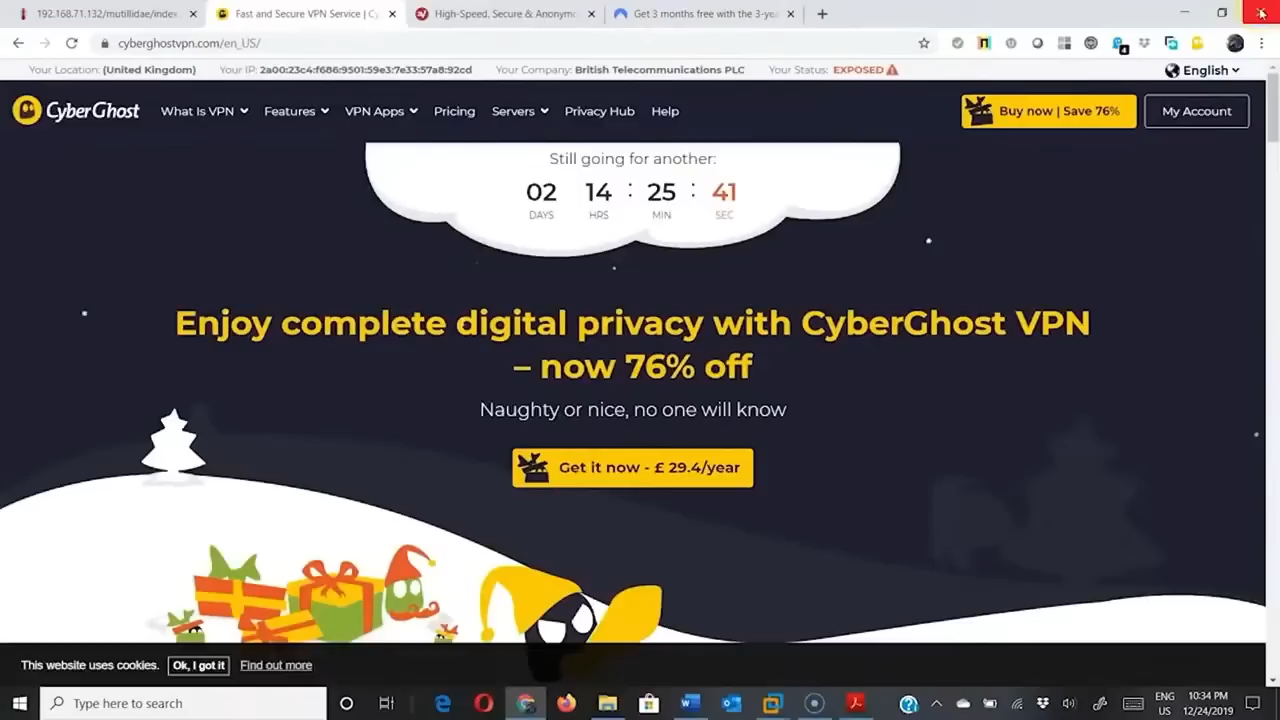 192.168.71.132/mutillidae/index
Fast and Secure VPN Service | Cy
High-Speed, Secure & Anonymo
Get 3 months free with the 3-yea
cyberghostvpn.com/en_US/
4
Your Location: (United Kingdom) Your IP: 2a00:23c4:f686:9501:59e3:7e33:57a8:92cd Your Company: British Telecommunications PLC Your Status: EXPOSED
English
CyberGhost What Is VPN Features VPN Apps Pricing Servers Privacy Hub Help Buy now | Save 76% My Account
Still going for another:
02 14 : 25 : 41
DAYS HRS MIN SEC
Enjoy complete digital privacy with CyberGhost VPN
– now 76% off
Naughty or nice, no one will know
Get it now - £ 29.4/year
This website uses cookies. Ok, I got it Find out more
Type here to search
ENG
US
10:34 PM
12/24/2019